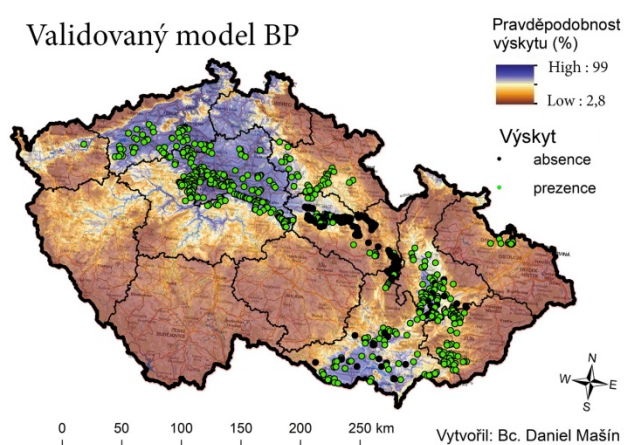 Validovaný model BP
Pravděpodobnost
výskytu (%)
High : 99
Low : 2,8
Výskyt
absence
prezence
N
W E
S
0 50 100 150 200 250 km
Vytvořil: Bc. Daniel Mašín